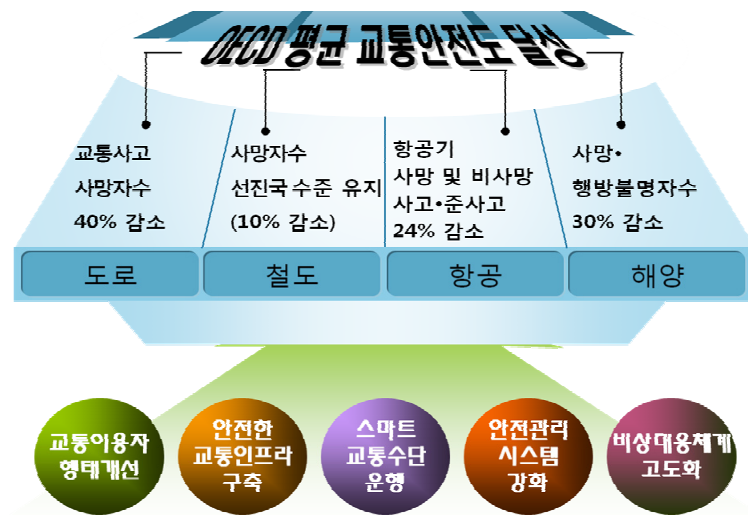 OECD 평균 교통안전도 달성
교통사고
사망자수
40% 감소
사망자수
선진국 수준 유지
(10% 감소)
항공기
사망 및 비사망
사고•준사고
24% 감소
사망•
행방불명자수
30% 감소
도로
철도
항공
해양
교통이용자
행태개선
안전한
교통인프라
구축
스마트
교통수단
운행
안전관리
시스템
강화
비상대응체계
고도화